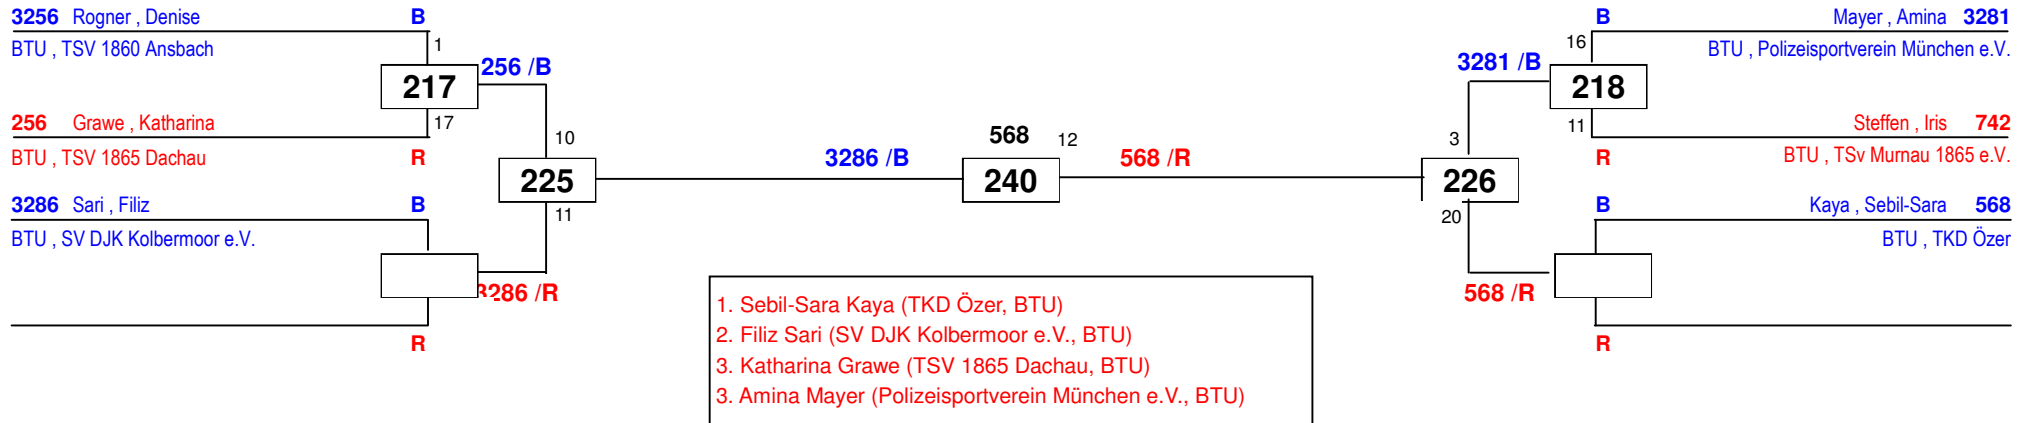 3256 Rogner , Denise B
BTU , TSV 1860 Ansbach
1
217
256 /B
256 Grawe , Katharina
17
BTU , TSV 1865 Dachau R
10
225
11
3286 Sari , Filiz B
BTU , SV DJK Kolbermoor e.V.
3286 /R
R
3286 /B
568
12
240
568 /R
B Mayer , Amina 3281
16
BTU , Polizeisportverein München e.V.
3281 /B
218
11
Steffen , Iris 742
R BTU , TSv Murnau 1865 e.V.
3
226
20
B Kaya , Sebil-Sara 568
BTU , TKD Özer
568 /R
R
1. Sebil-Sara Kaya (TKD Özer, BTU)
2. Filiz Sari (SV DJK Kolbermoor e.V., BTU)
3. Katharina Grawe (TSV 1865 Dachau, BTU)
3. Amina Mayer (Polizeisportverein München e.V., BTU)